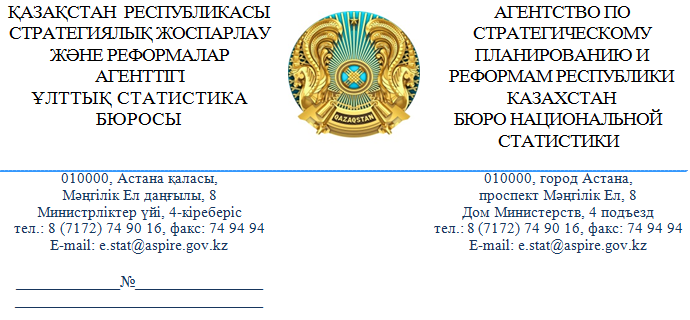 ҚАЗАҚСТАН РЕСПУБЛИКАСЫ
СТРАТЕГИЯЛЫҚ ЖОСПАРЛАУ
ЖӘНЕ РЕФОРМАЛАР
АГЕНТТІГІ
ҰЛТТЫҚ СТАТИСТИКА
БЮРОСЫ
QAZAQSTAN
АГЕНТСТВО ПО
СТРАТЕГИЧЕСКОМУ
ПЛАНИРОВАНИЮ И
РЕФОРМАМ РЕСПУБЛИКИ
КАЗАХСТАН
БЮРО НАЦИОНАЛЬНОЙ
СТАТИСТИКИ
010000, Астана қаласы,
Мәңгілік Ел даңғылы, 8
Министрліктер үйі, 4-кіреберіс
тел.: 8 (7172) 74 90 16, факс: 74 94 94
E-mail: e.stat@aspire.gov.kz
_____________№________________
010000, город Астана,
проспект Мәңгілік Ел, 8
Дом Министерств, 4 подъезд
тел.: 8 (7172) 74 90 16, факс: 74 94 94
E-mail: e.stat@aspire.gov.kz